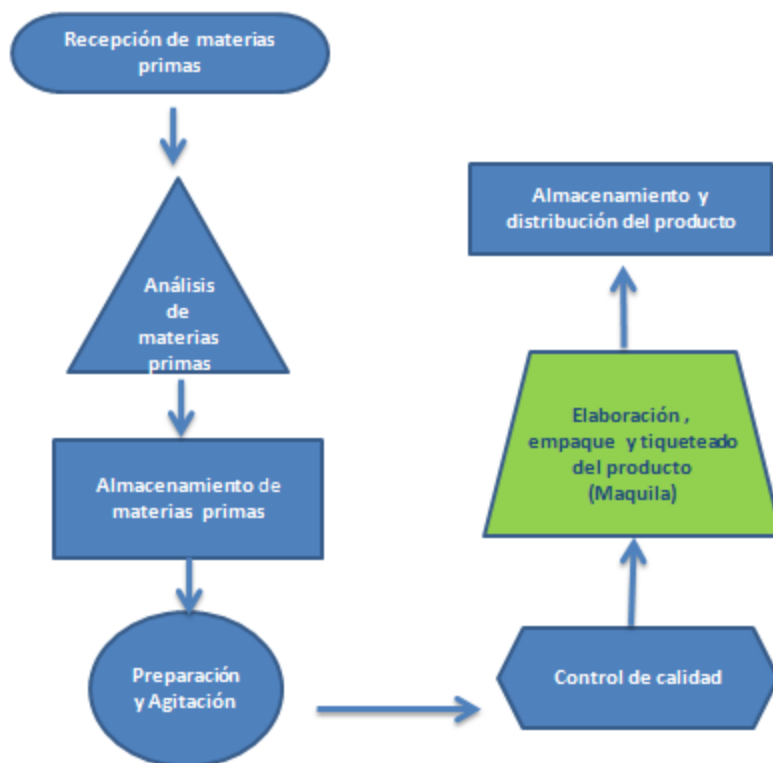 Recepción de materias
primas
Análisis
de
materias
primas
Almacenamiento de
materias primas
Preparación
y Agitación
Control de calidad
Elaboración ,
empaque y tiqueteado
del producto
(Maquila)
Almacenamiento y
distribución del producto